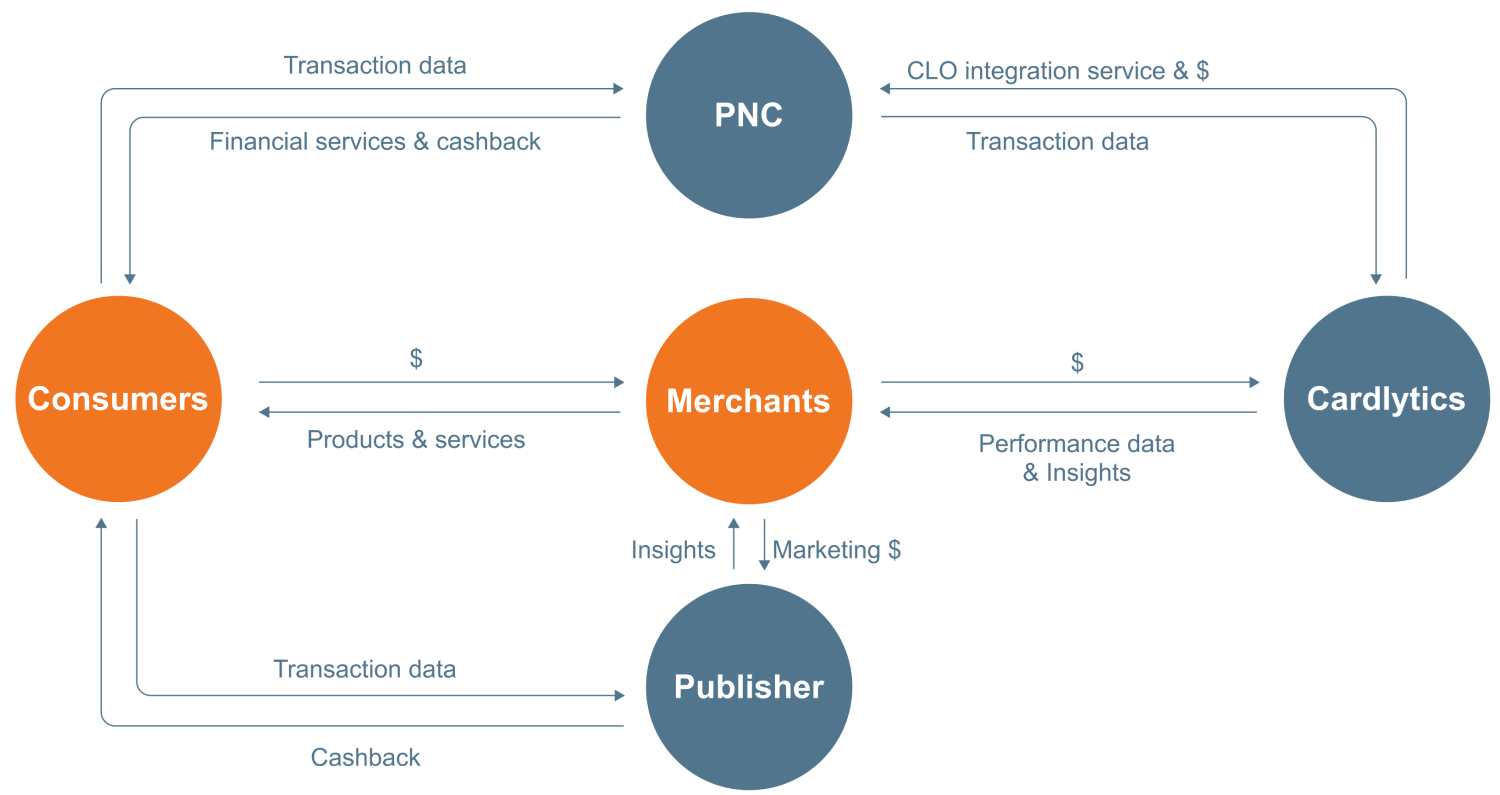 Transaction data
CLO integration service & $
PNC
Financial services & cashback
Transaction data
$
$
Consumers
Merchants
Cardlytics
Products & services
Performance data
& Insights
Insights
Marketing $
Transaction data
Publisher
Cashback